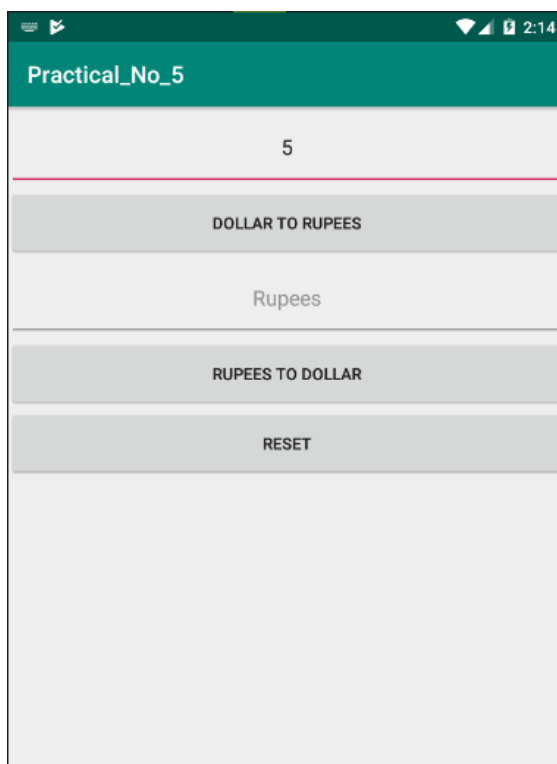 2:14
Practical_No_5
5
DOLLAR TO RUPEES
Rupees
RUPEES TO DOLLAR
RESET